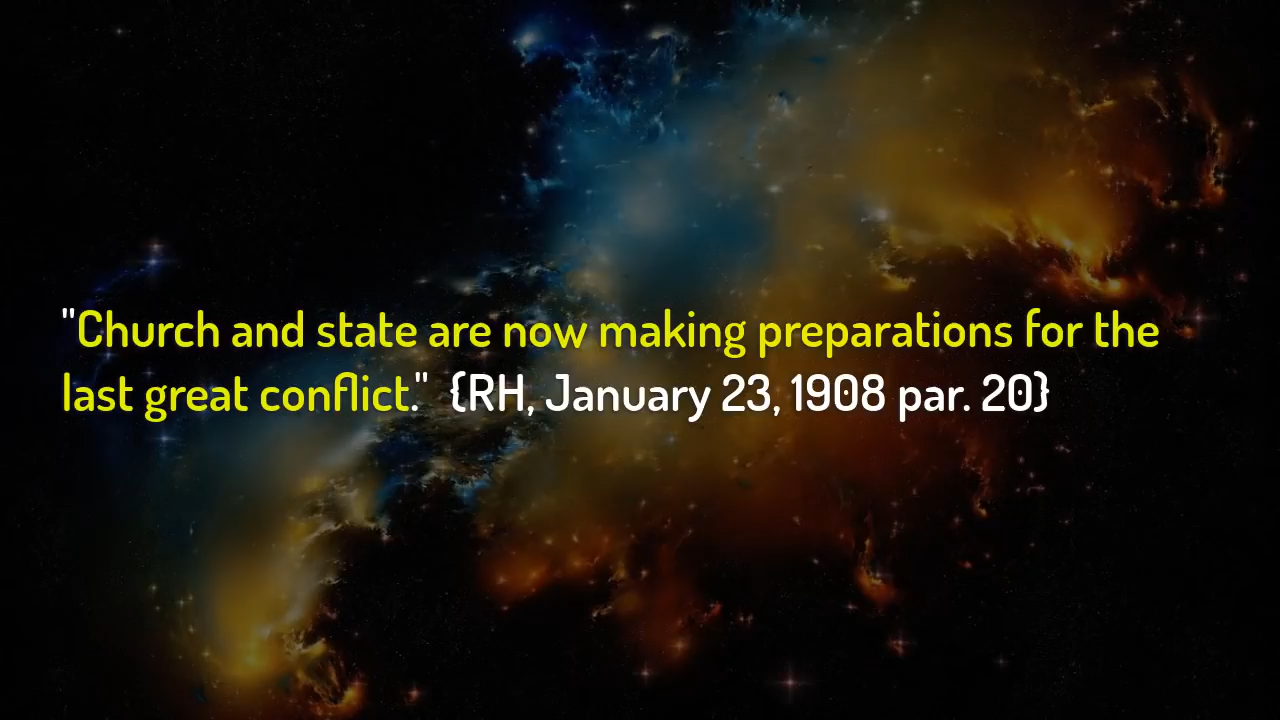 "Church and state are now making preparations for the
last great conflict."  {RH, January 23, 1908 par. 20}